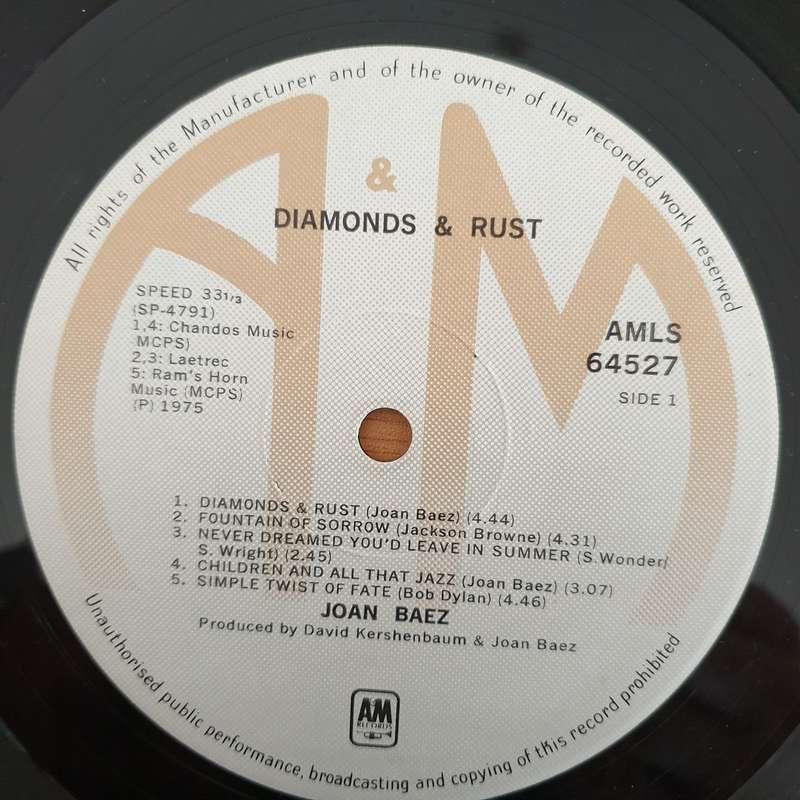 All rights of the Manufacturer and of the owner of the recorded work reserved
A & M
DIAMONDS & RUST
SPEED 33 1/3
(SP-4791)
1,4: Chandos Music
MCPS)
2,3: Laetrec
5: Ram's Horn
Music (MCPS)
(P) 1975
AMLS
64527
SIDE 1
1. DIAMONDS & RUST (Joan Baez) (4.44)
2. FOUNTAIN OF SORROW (Jackson Browne) (4.31)
3. NEVER DREAMED YOU'D LEAVE IN SUMMER (S.Wonder/
S. Wright) (2.45)
4. CHILDREN AND ALL THAT JAZZ (Joan Baez) (3.07)
5. SIMPLE TWIST OF FATE (Bob Dylan) (4.46)
JOAN BAEZ
Produced by David Kershenbaum & Joan Baez
AM
RECORDS
Unauthorised public performance, broadcasting and copying of this record prohibited